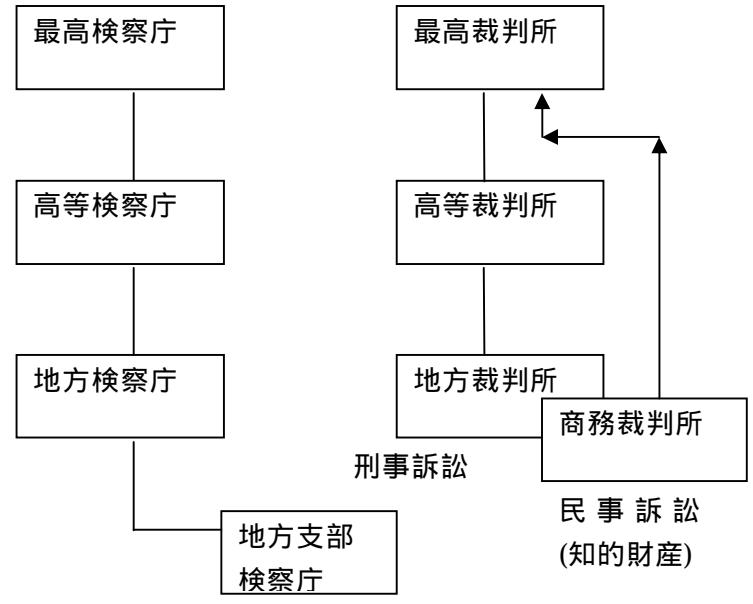 最高検察庁
最高裁判所
高等検察庁
高等裁判所
地方検察庁
地方裁判所
商務裁判所
刑事訴訟
民事訴訟
(知的財産)
地方支部
検察庁